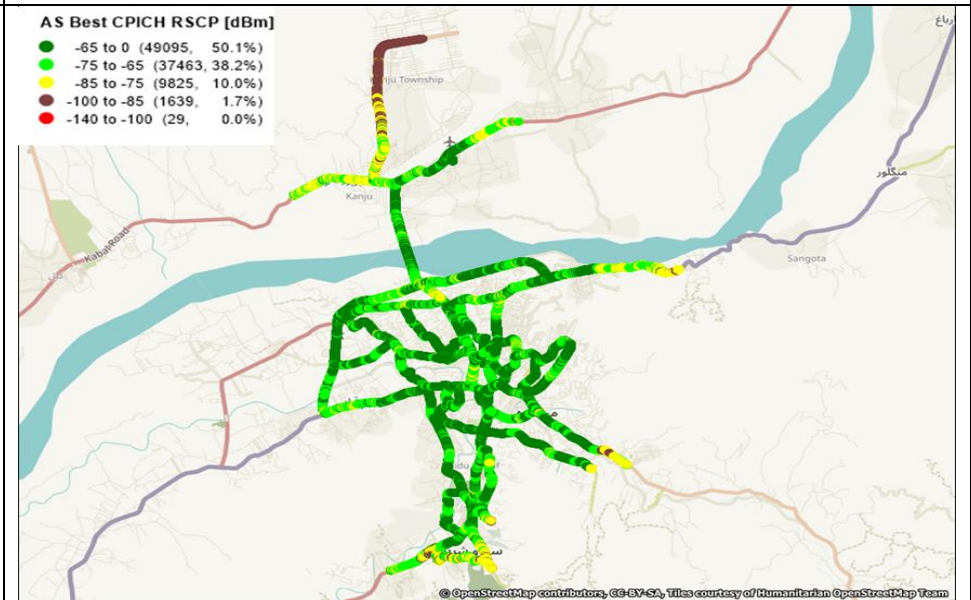 AS Best CPICH RSCP [dBm]
-65 to 0 (49095, 50.1%)
-75 to -65 (37463, 38.2%)
-85 to -75 (9825, 10.0%)
-100 to -85 (1639, 1.7%)
-140 to -100 (29, 0.0%)
Township
Kanju
منگلور
Kabal Road
Sangota
© OpenStreetMap contributors, CC-BY-SA, Tiles courtesy of Humanitarian OpenStreetMap Team